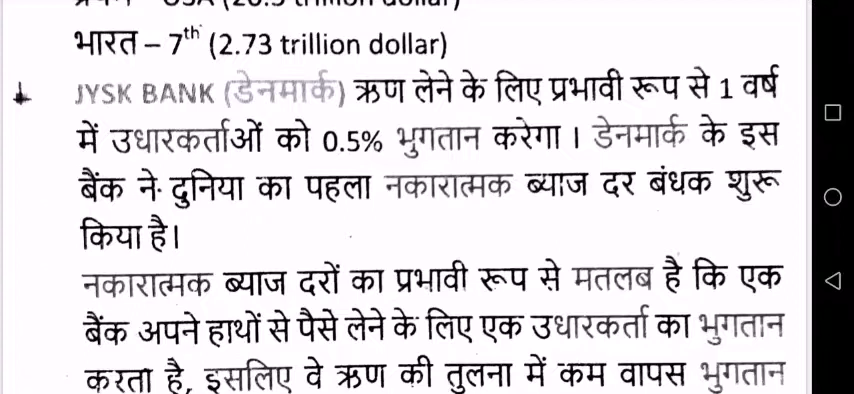 भारत – 7th (2.73 trillion dollar)
JYSK BANK (डेनमार्क) ऋण लेने के लिए प्रभावी रूप से 1 वर्ष
में उधारकर्ताओं को 0.5% भुगतान करेगा । डेनमार्क के इस
बैंक ने दुनिया का पहला नकारात्मक ब्याज दर बंधक शुरू
किया है।
नकारात्मक ब्याज दरों का प्रभावी रूप से मतलब है कि एक
बैंक अपने हाथों से पैसे लेने के लिए एक उधारकर्ता का भुगतान
करता है, इसलिए वे ऋण की तुलना में कम वापस भुगतान